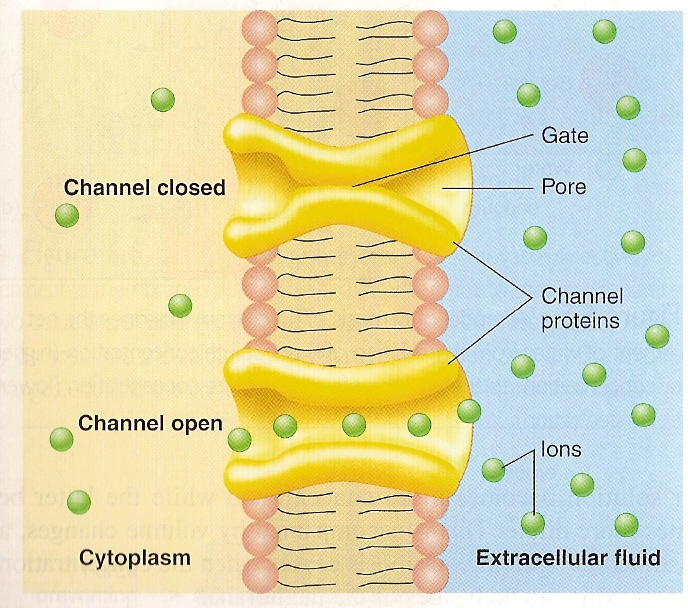 Gate
Channel closed
Pore
Channel
proteins
Channel open
Ions
Cytoplasm
Extracellular fluid